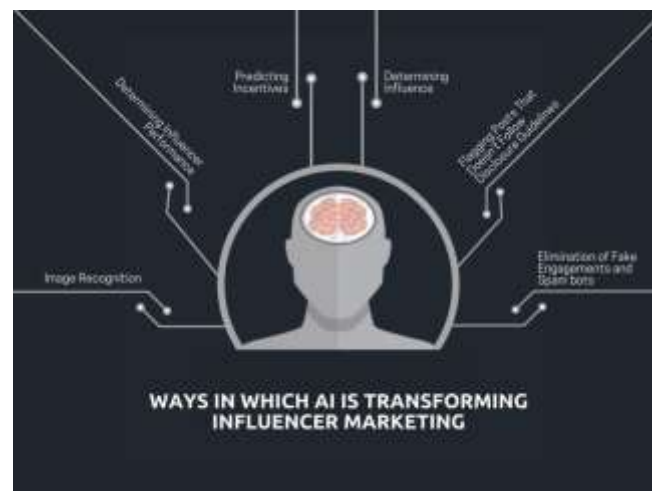 Predicting
Incentives
Determining
Influence
Determining Influencer
Performance
Flagging Posts That
Doesn't Follow
Disclosure Guidelines
Image Recognition
Elimination of Fake
Engagements and
Spam bots
WAYS IN WHICH AI IS TRANSFORMING
INFLUENCER MARKETING